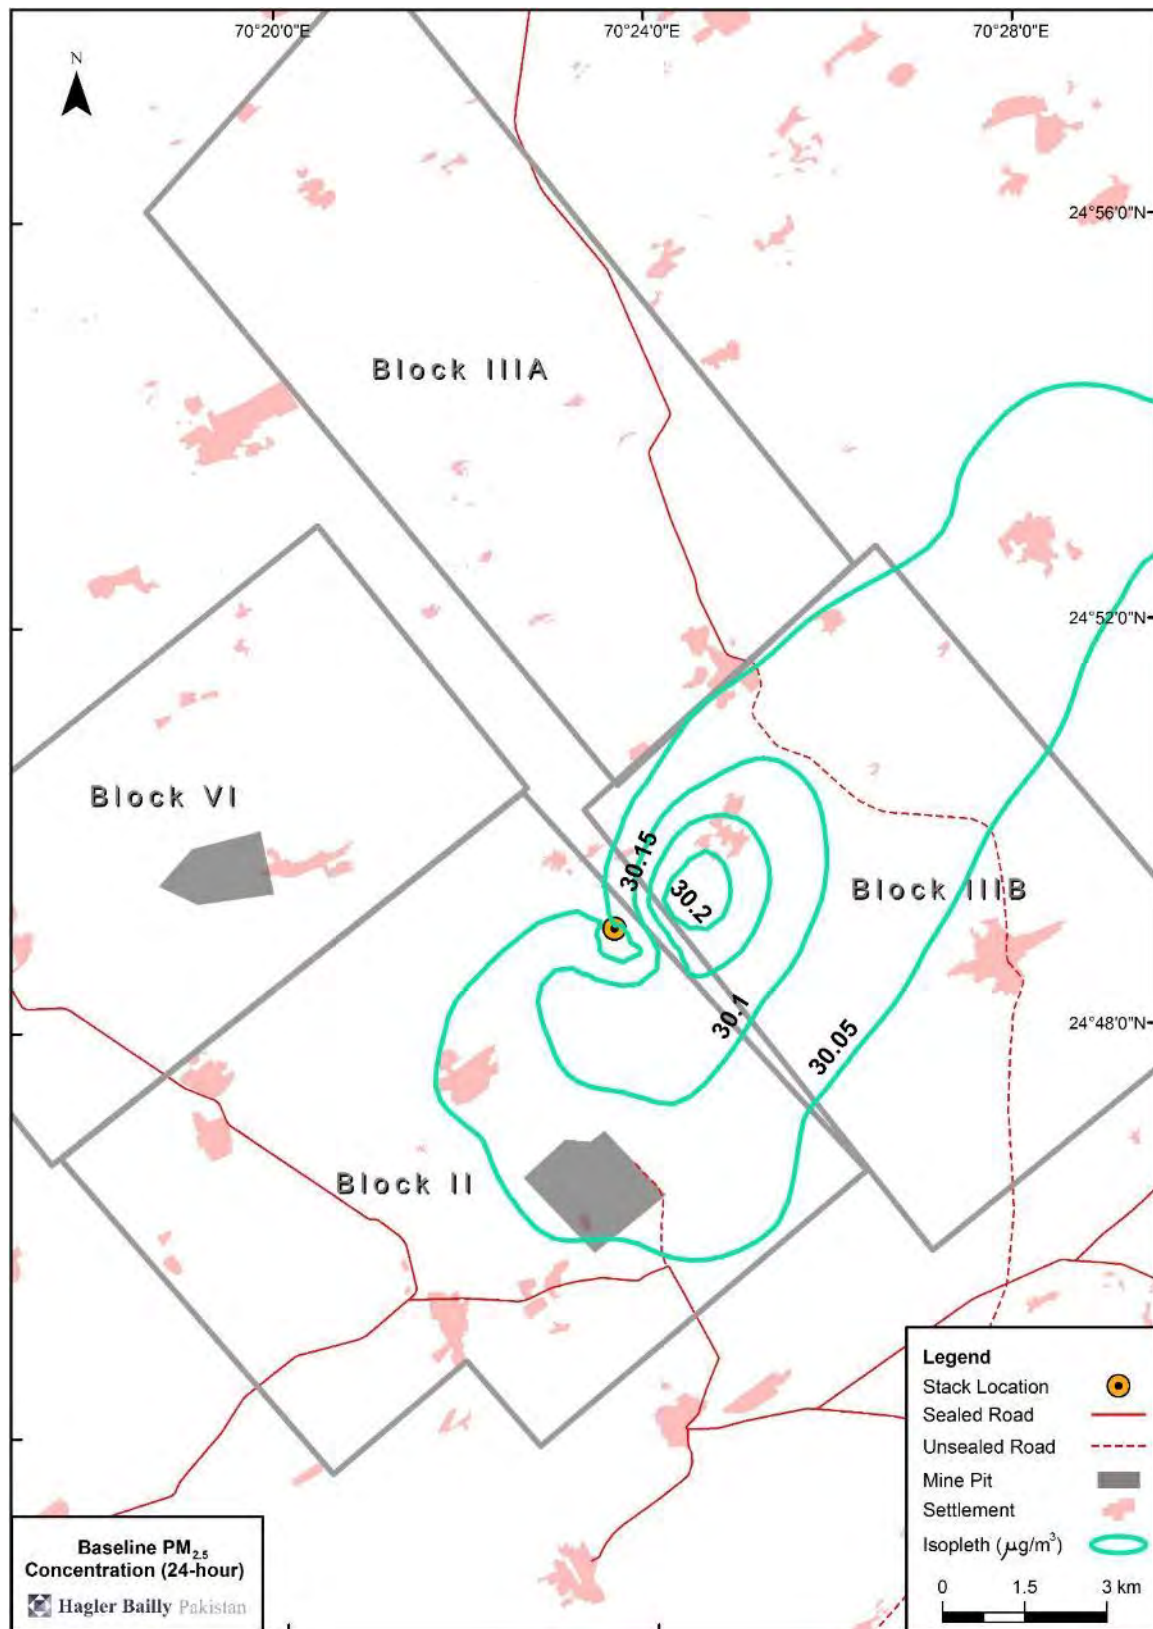 70°20'0"E
70°24'0"E
70°28'0"E
N
24°56'0"N
Block IIIA
24°52'0"N
Block VI
30.15
Block IIIB
30.2
30.1
24°48'0"N
30.05
Block II
Legend
Stack Location
Sealed Road
Unsealed Road
Mine Pit
Settlement
Isopleth (μg/m³)
0 1.5 3 km
Baseline PM₂.₅
Concentration (24-hour)
Hagler Bailly Pakistan